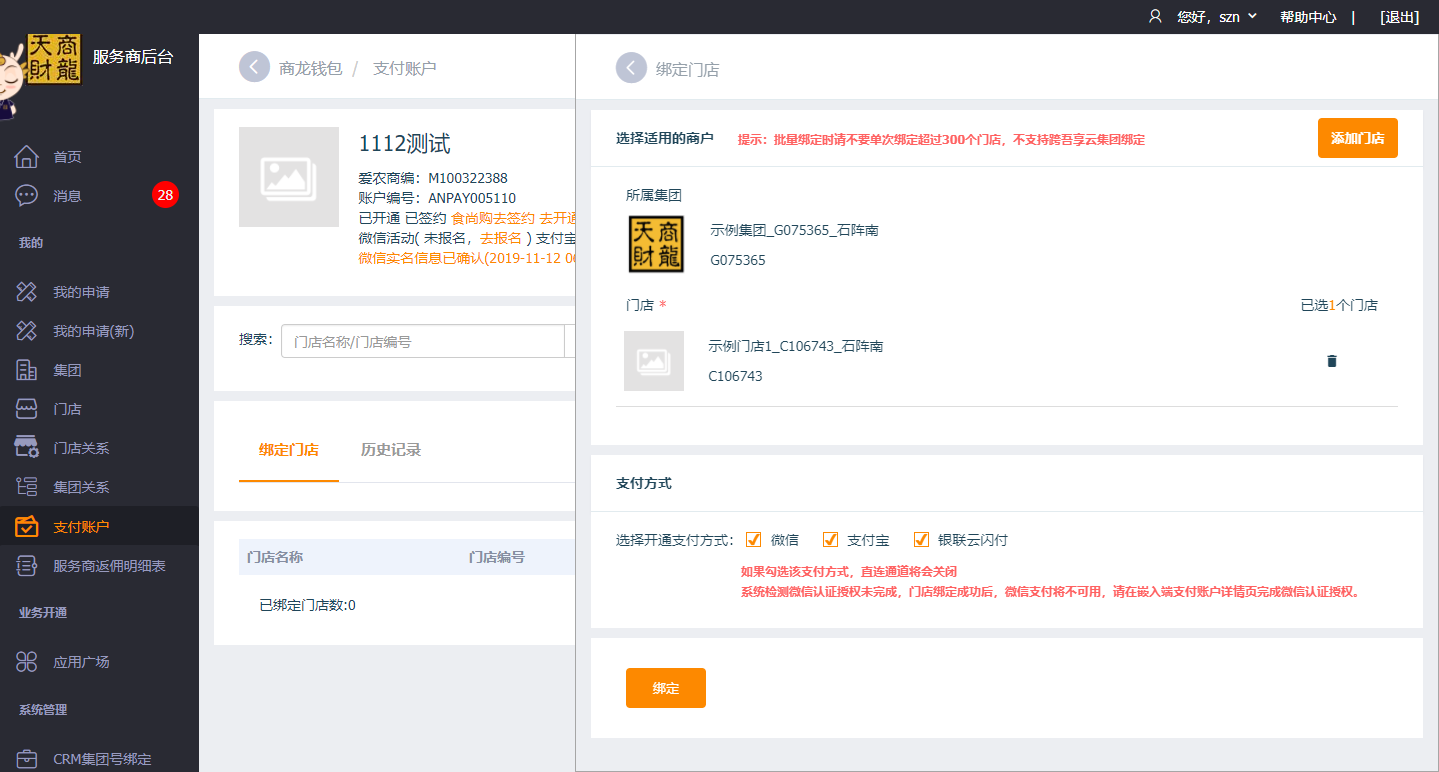 您好，szn
帮助中心 | [退出]
天商
財龍
服务商后台
首页
消息 28
我的
我的申请
我的申请(新)
集团
门店
门店关系
集团关系
支付账户
服务商返佣明细表
业务开通
应用广场
系统管理
CRM集团号绑定
商龙钱包 / 支付账户
1112测试
爱农商编：M100322388
账户编号：ANPAY005110
已开通 已签约 食尚购去签约 去开通
微信活动( 未报名，去报名 ) 支付宝
微信实名信息已确认(2019-11-12 0
搜索： 门店名称/门店编号
绑定门店 历史记录
门店名称 门店编号
已绑定门店数:0
绑定门店
选择适用的商户 提示：批量绑定时请不要单次绑定超过300个门店，不支持跨吾享云集团绑定 添加门店
所属集团
天商
財龍
示例集团_G075365_石阵南
G075365
门店 * 已选1个门店
示例门店1_C106743_石阵南
C106743
支付方式
选择开通支付方式： 微信 支付宝 银联云闪付
如果勾选该支付方式，直连通道将会关闭
系统检测微信认证授权未完成，门店绑定成功后，微信支付将不可用，请在嵌入端支付账户详情页完成微信认证授权。
绑定